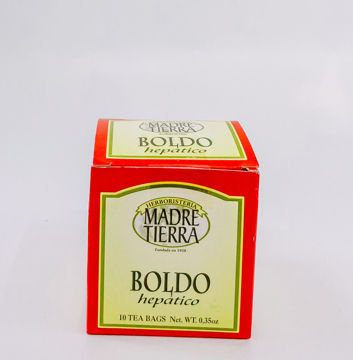 MADRE
TIERRA
BOLDO
hepático
HERBORISTERIA
MADRE
TIERRA
BOLDO
hepático
10 TEA BAGS Net. WT. 0,35oz